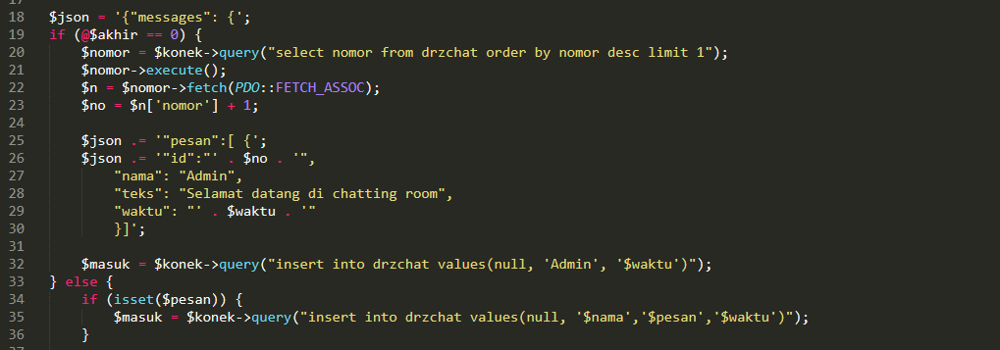 18 $json = '{"messages": {';
19 if (@$akhir == 0) {
20 $nomor = $konek->query("select nomor from drzchat order by nomor desc limit 1");
21 $nomor->execute();
22 $n = $nomor->fetch(PDO::FETCH_ASSOC);
23 $no = $n['nomor'] + 1;
24
25 $json .= '"pesan":[ {';
26 $json .= '"id":"' . $no . '",
27 "nama": "Admin",
28 "teks": "Selamat datang di chatting room",
29 "waktu": "' . $waktu . '"
30 }]';
31
32 $masuk = $konek->query("insert into drzchat values(null, 'Admin', '$waktu')");
33 } else {
34 if (isset($pesan)) {
35 $masuk = $konek->query("insert into drzchat values(null, '$nama','$pesan','$waktu')");
36 }